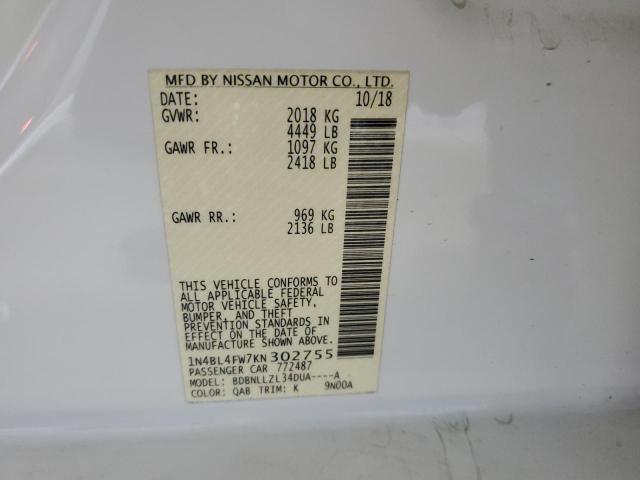 MFD BY NISSAN MOTOR CO., LTD.
DATE: 10/18
GVWR: 2018 KG
4449 LB
GAWR FR.: 1097 KG
2418 LB
GAWR RR.: 969 KG
2136 LB
THIS VEHICLE CONFORMS TO
ALL APPLICABLE FEDERAL
MOTOR VEHICLE SAFETY,
BUMPER, AND THEFT
PREVENTION STANDARDS IN
EFFECT ON THE DATE OF
MANUFACTURE SHOWN ABOVE.
1N4BL4FW7KN302755
PASSENGER CAR 772487
MODEL: BDBNLLZL34DUA----A
COLOR: QAB TRIM: K 9N00A